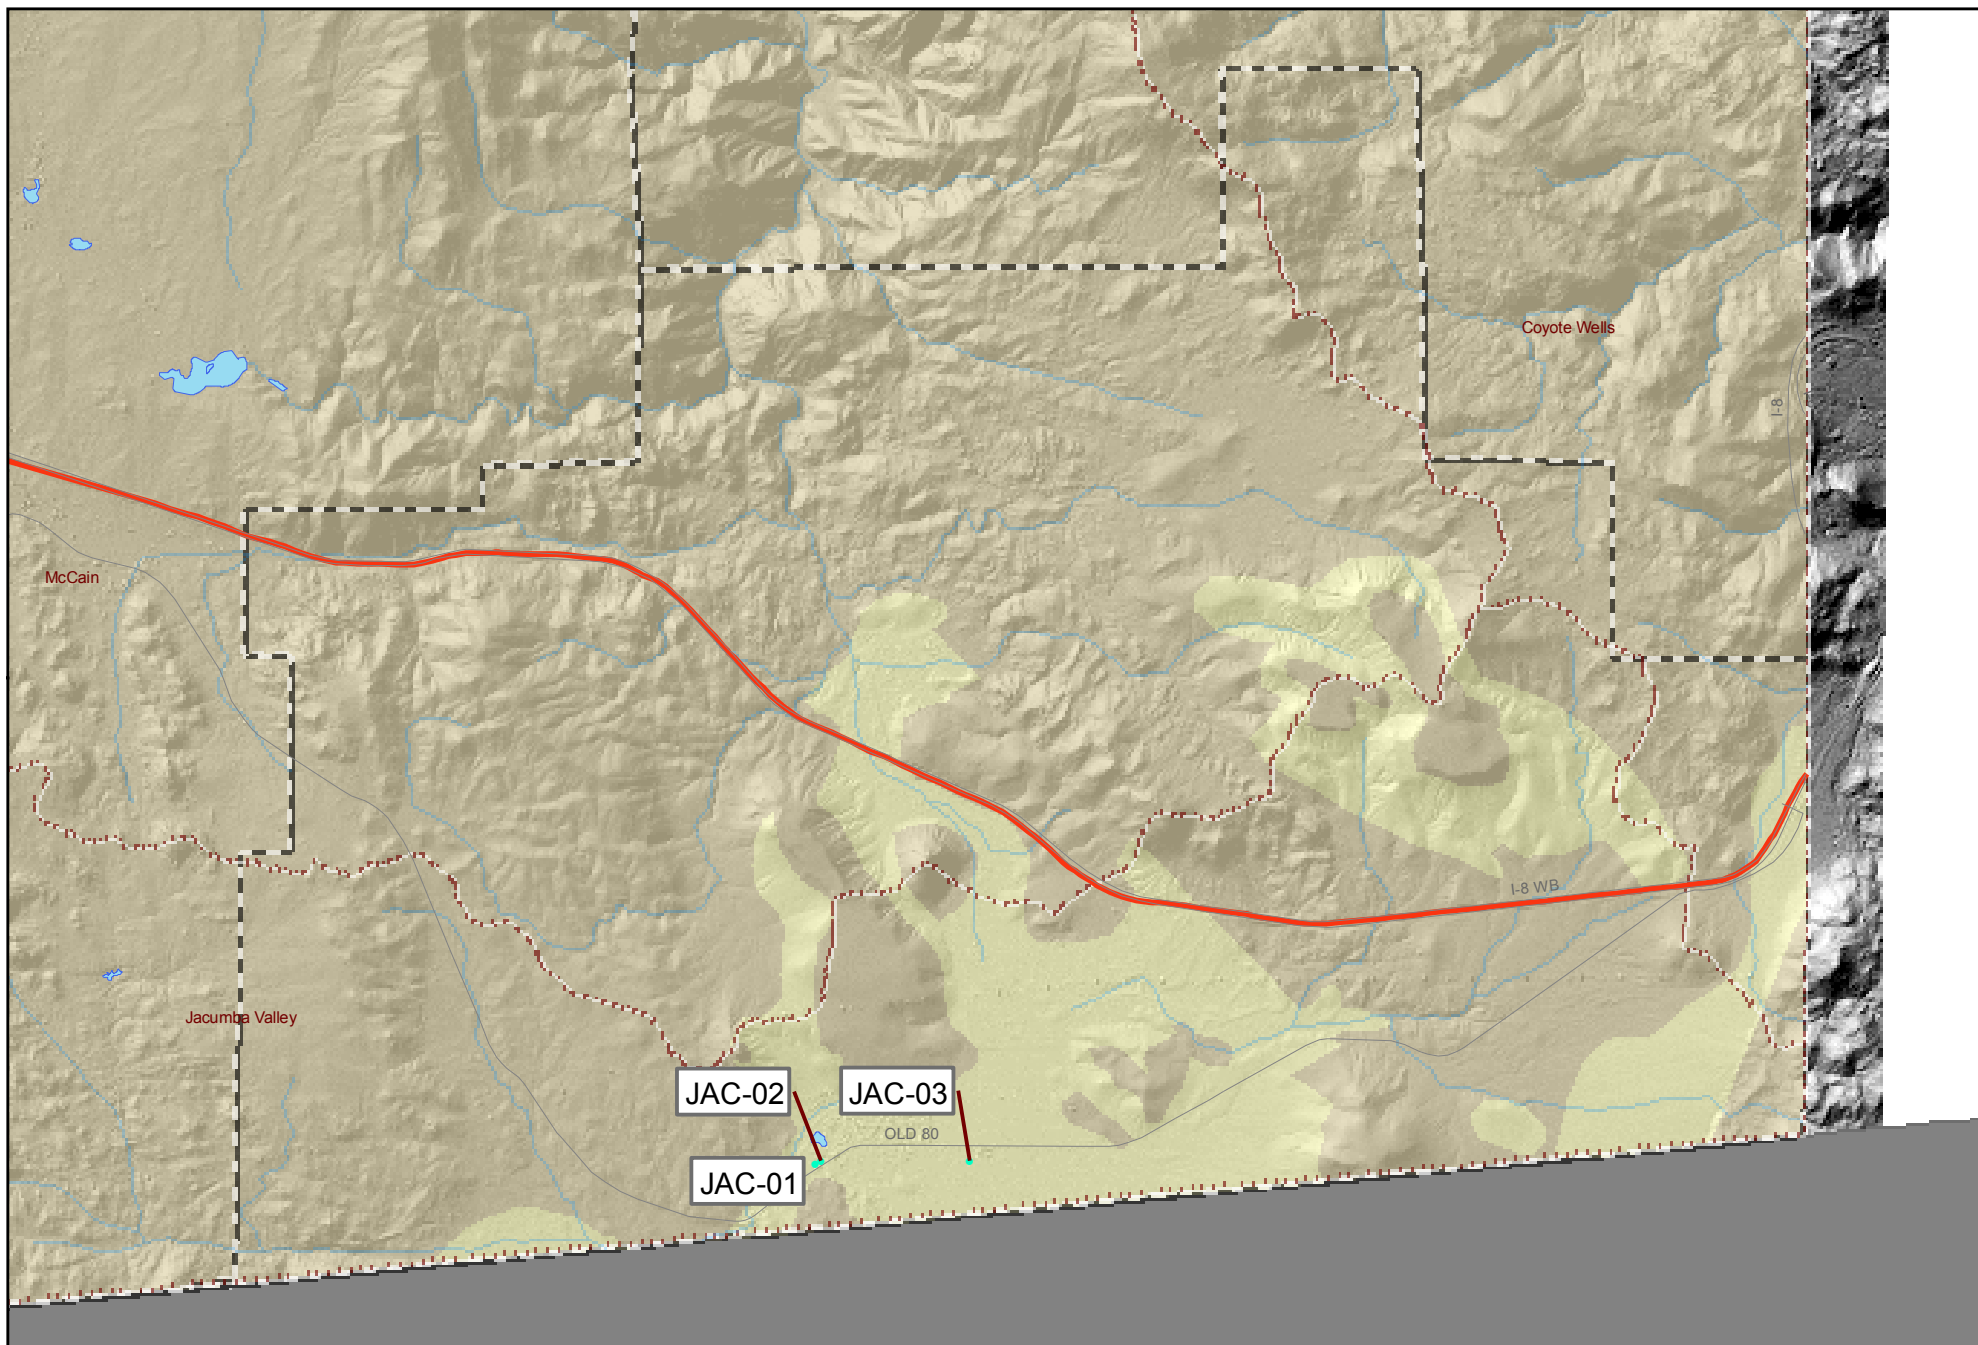 Coyote Wells
I-8
McCain
I-8 WB
Jacumba Valley
JAC-02
JAC-03
OLD 80
JAC-01